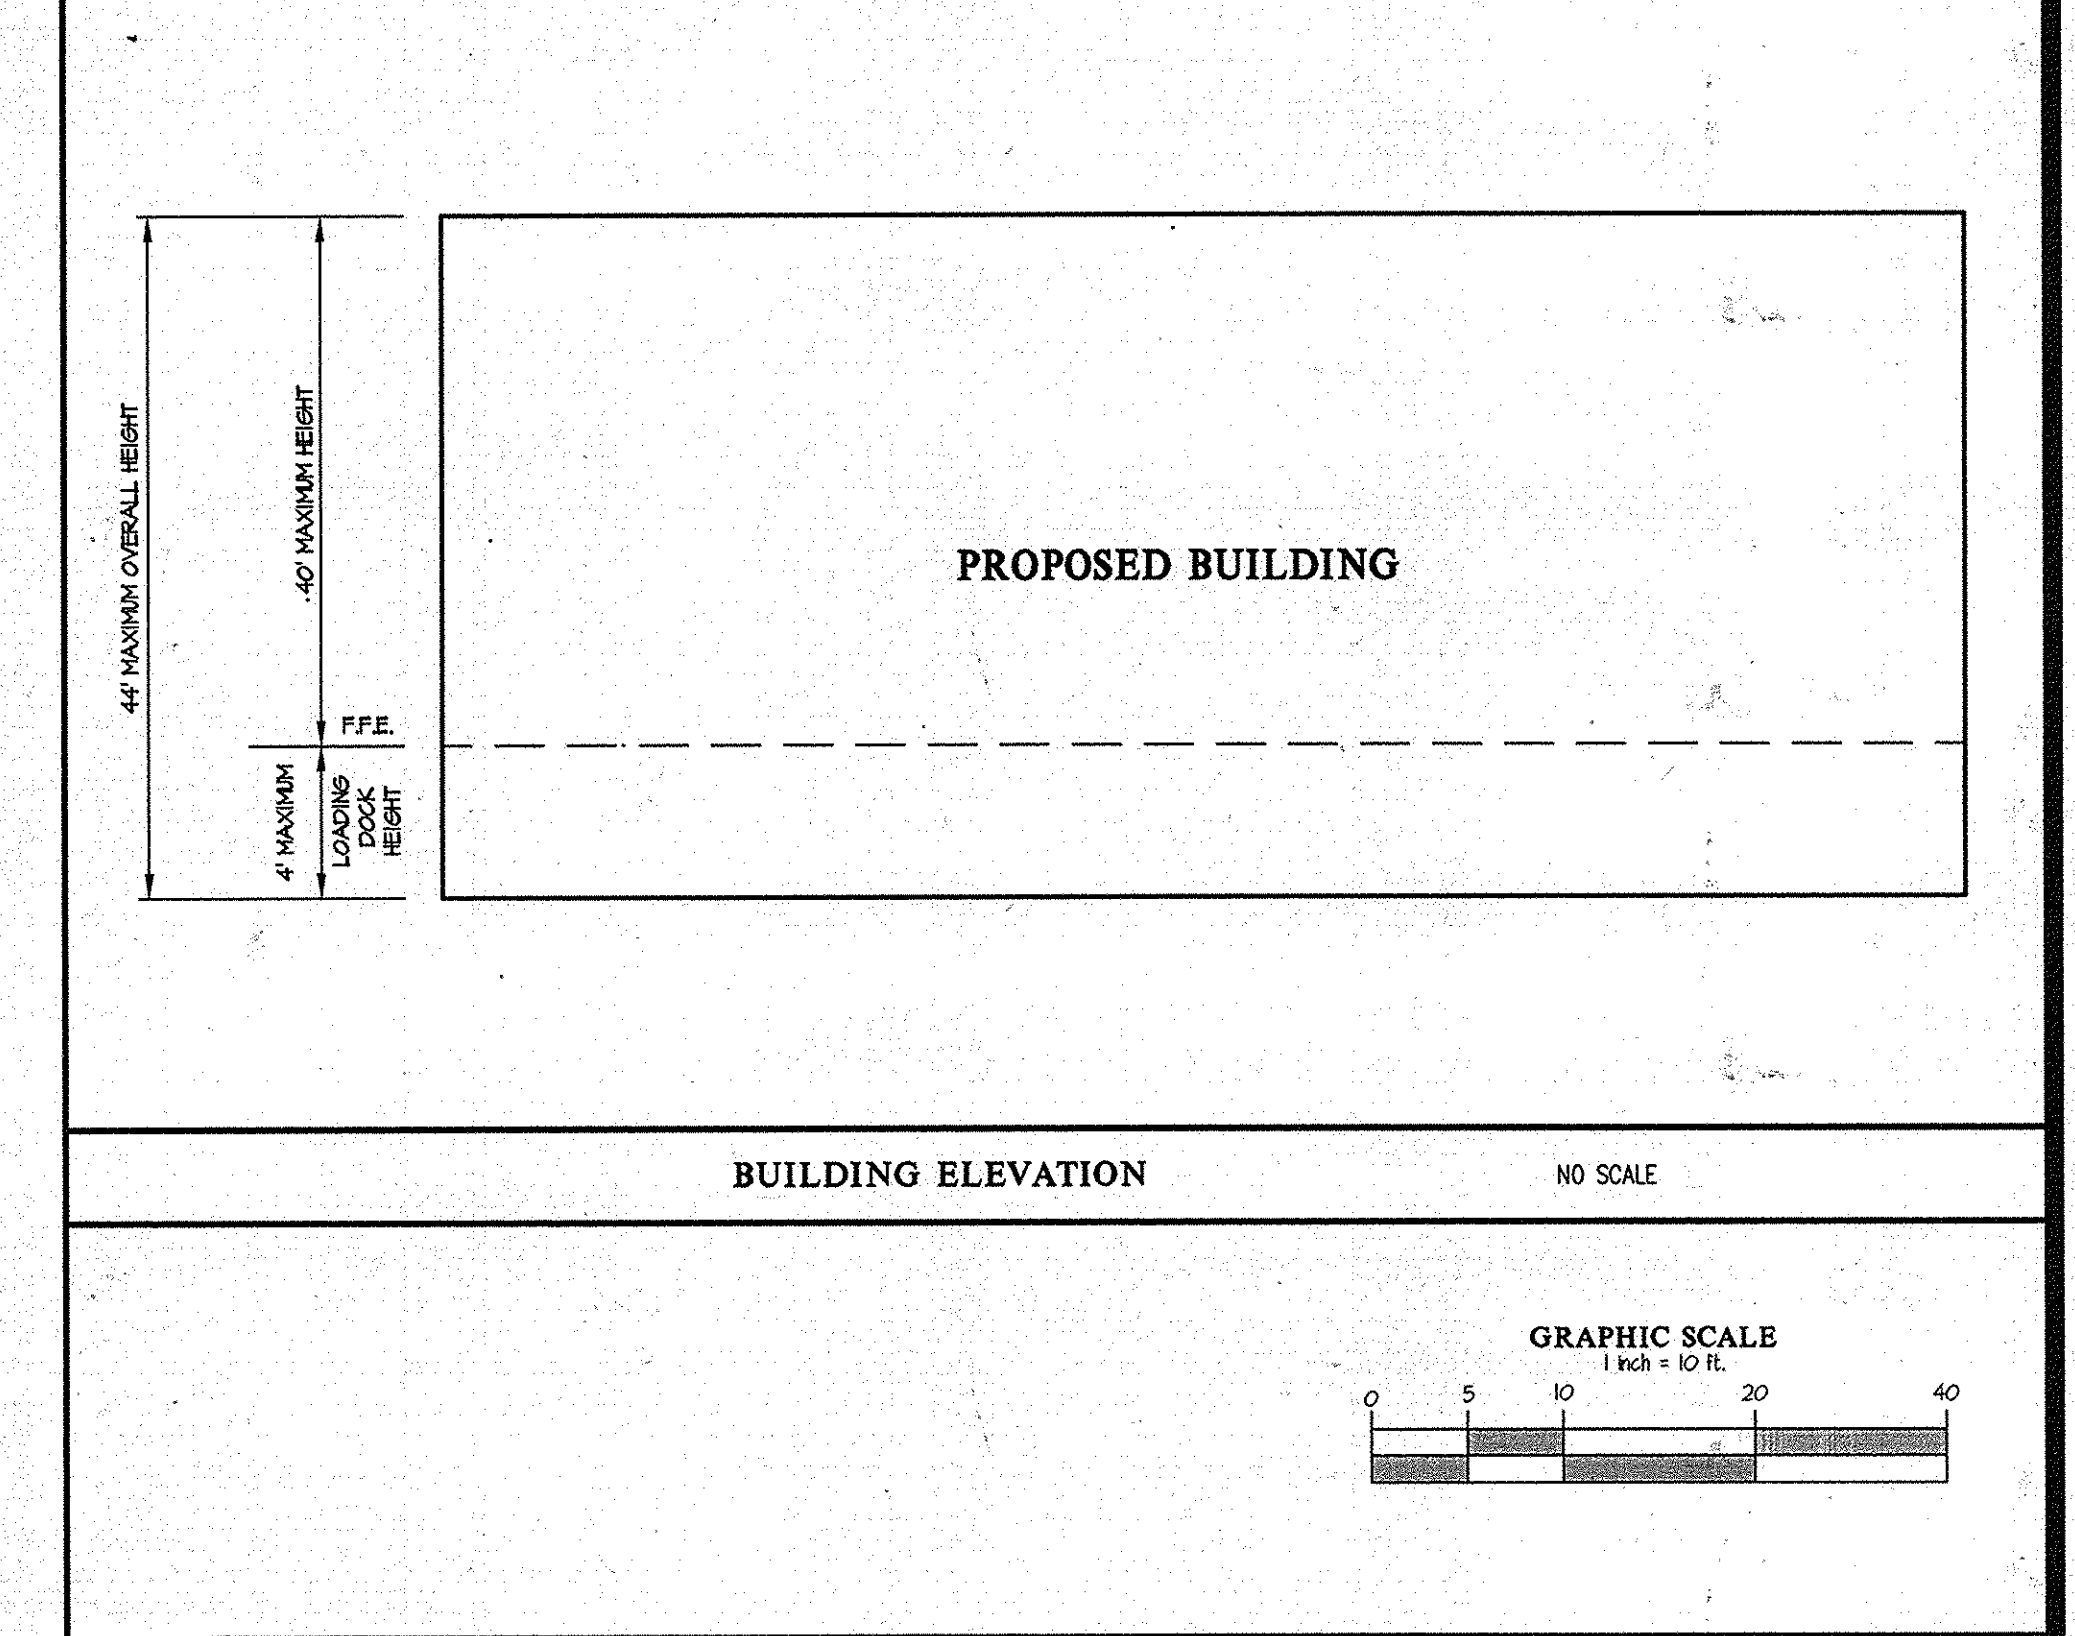 44' MAXIMUM OVERALL HEIGHT
40' MAXIMUM HEIGHT
F.F.E.
4' MAXIMUM
LOADING
DOCK
HEIGHT
PROPOSED BUILDING
BUILDING ELEVATION
NO SCALE
GRAPHIC SCALE
1 inch = 10 ft.
0 5 10 20 40